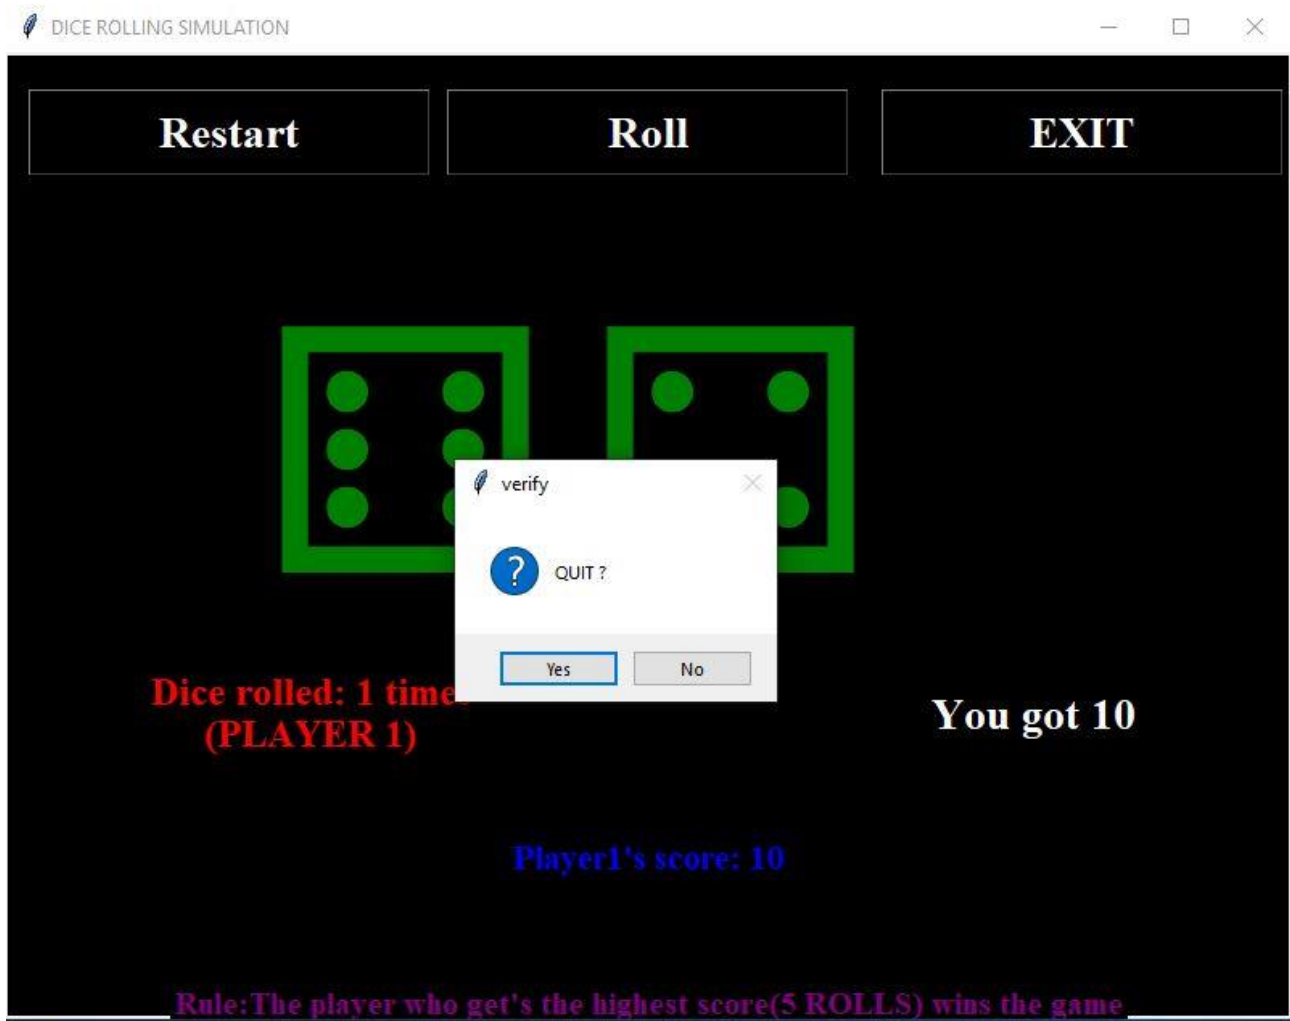 DICE ROLLING SIMULATION
Restart Roll EXIT
verify
QUIT ?
Yes No
Dice rolled: 1 time
(PLAYER 1)
You got 10
Player1's score: 10
Rule:The player who get's the highest score(5 ROLLS) wins the game